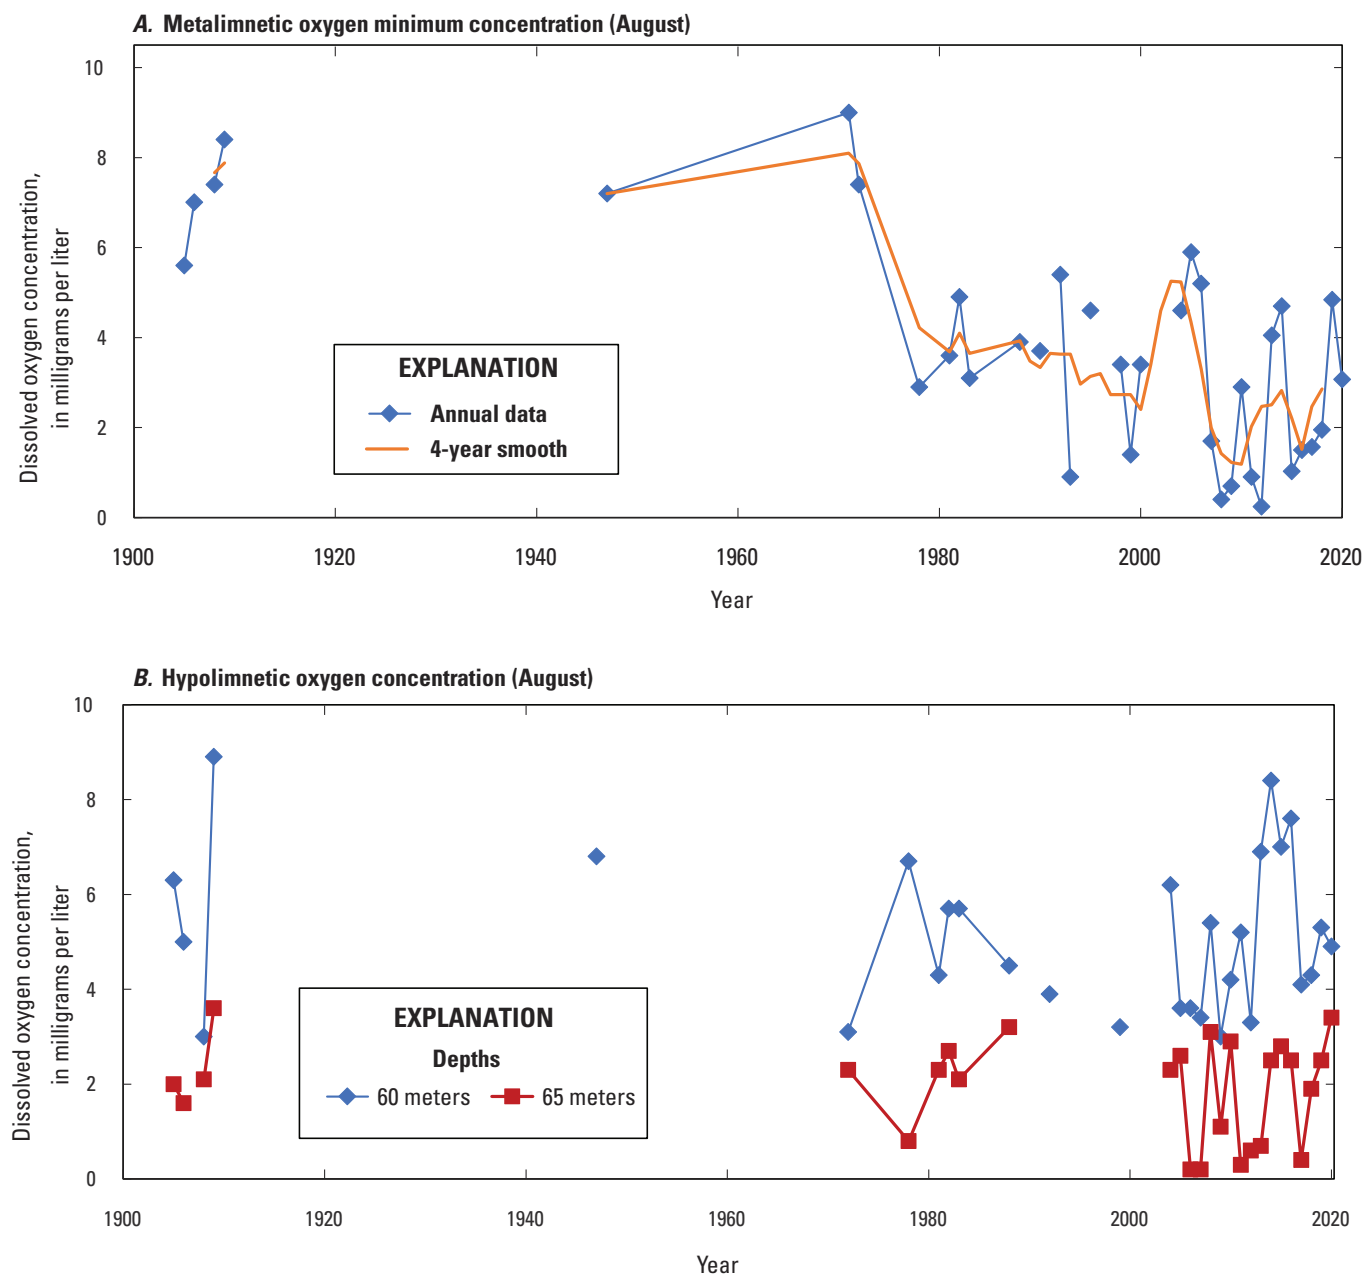 A. Metalimnetic oxygen minimum concentration (August)
Dissolved oxygen concentration,
in milligrams per liter
10
8
6
4
2
0
EXPLANATION
Annual data
4-year smooth
1900 1920 1940 1960 1980 2000 2020
Year
B. Hypolimnetic oxygen concentration (August)
Dissolved oxygen concentration,
in milligrams per liter
10
8
6
4
2
0
EXPLANATION
Depths
60 meters 65 meters
1900 1920 1940 1960 1980 2000 2020
Year